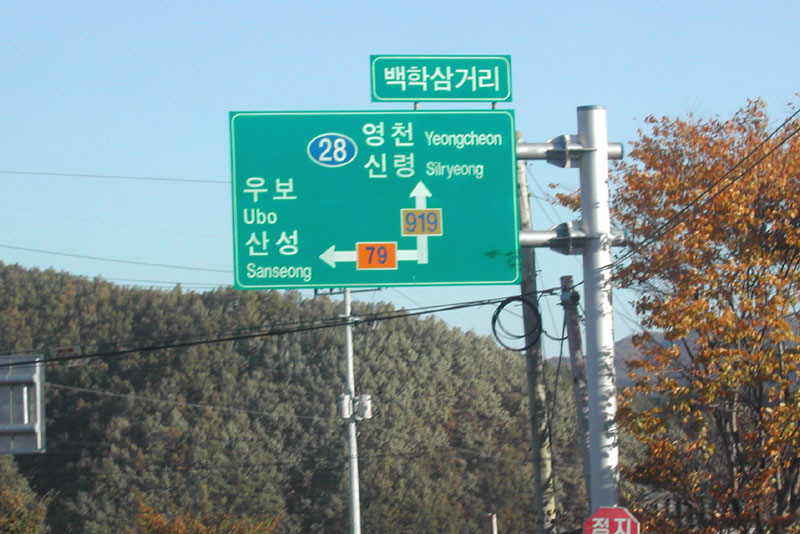 백학삼거리
28 영천 Yeongcheon
신령 Silryeong
우보
Ubo
산성
Sanseong
919
79
정지